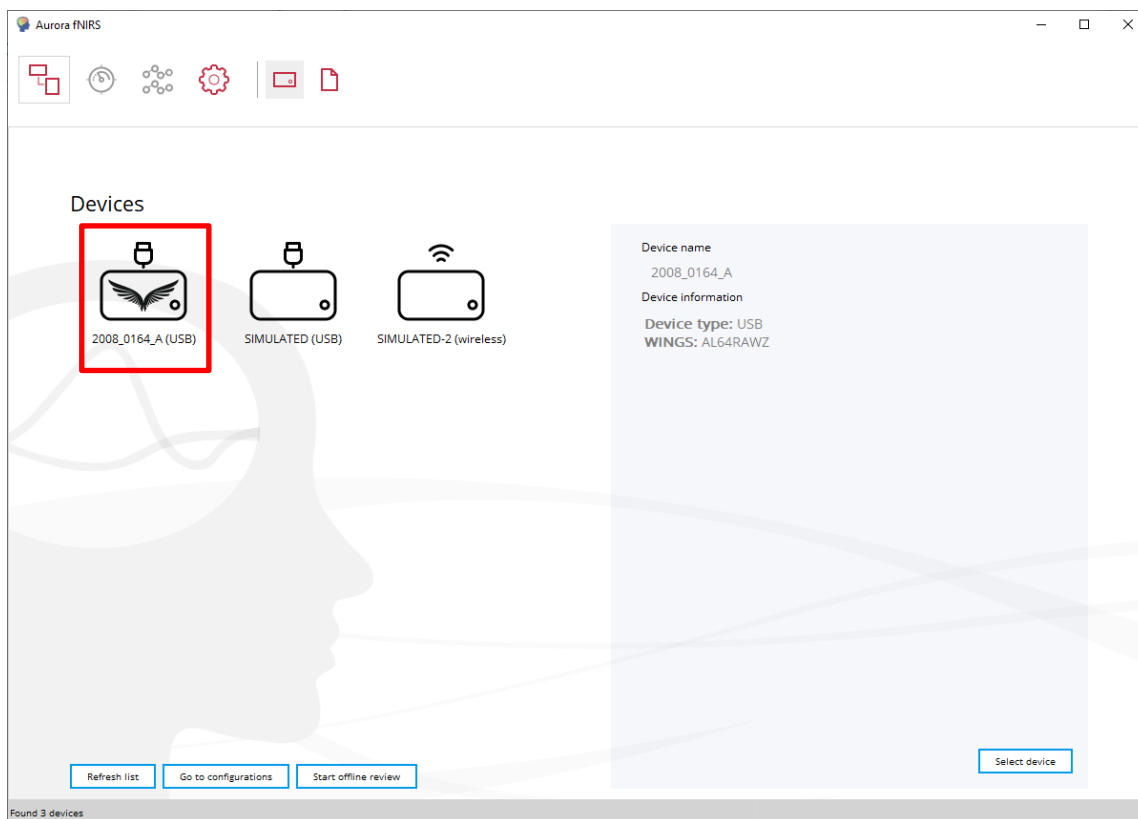 Aurora fNIRS
Devices
2008_0164_A (USB)
SIMULATED (USB)
SIMULATED-2 (wireless)
Device name
2008_0164_A
Device information
Device type: USB
WINGS: AL64RAWZ
Refresh list
Go to configurations
Start offline review
Select device
Found 3 devices